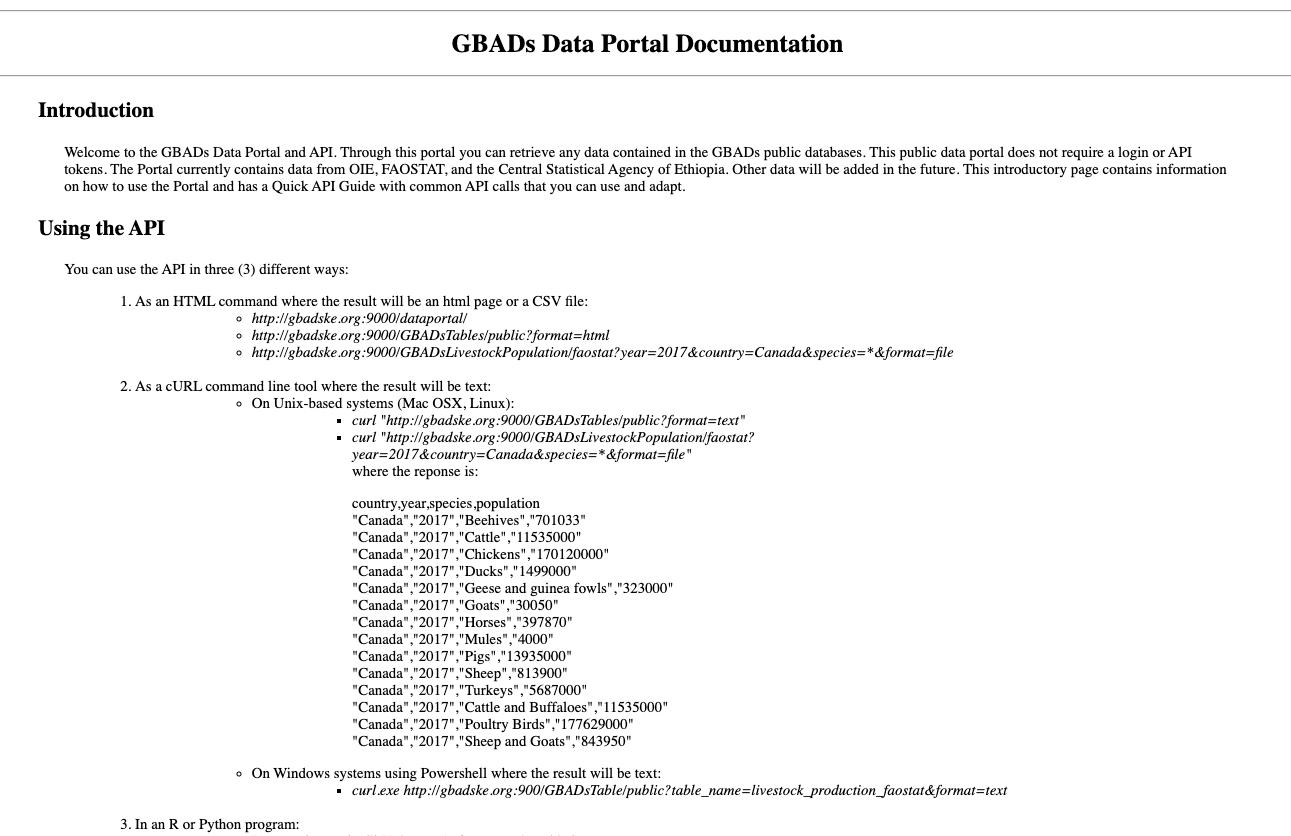 GBADs Data Portal Documentation
Introduction
Welcome to the GBADs Data Portal and API. Through this portal you can retrieve any data contained in the GBADs public databases. This public data portal does not require a login or API
tokens. The Portal currently contains data from OIE, FAOSTAT, and the Central Statistical Agency of Ethiopia. Other data will be added in the future. This introductory page contains information
on how to use the Portal and has a Quick API Guide with common API calls that you can use and adapt.
Using the API
You can use the API in three (3) different ways:
1. As an HTML command where the result will be an html page or a CSV file:
http://gbadske.org:9000/dataportal/
http://gbadske.org:9000/GBADsTables/public?format=html
http://gbadske.org:9000/GBADsLivestockPopulation/faostat?year=2017&country=Canada&species=*&format=file
2. As a cURL command line tool where the result will be text:
On Unix-based systems (Mac OSX, Linux):
curl "http://gbadske.org:9000/GBADsTables/public?format=text"
curl "http://gbadske.org:9000/GBADsLivestockPopulation/faostat?
year=2017&country=Canada&species=*&format=file"
where the reponse is:
country,year,species,population
"Canada","2017","Beehives","701033"
"Canada","2017","Cattle","11535000"
"Canada","2017","Chickens","170120000"
"Canada","2017","Ducks","1499000"
"Canada","2017","Geese and guinea fowls","323000"
"Canada","2017","Goats","30050"
"Canada","2017","Horses","397870"
"Canada","2017","Mules","4000"
"Canada","2017","Pigs","13935000"
"Canada","2017","Sheep","813900"
"Canada","2017","Turkeys","5687000"
"Canada","2017","Cattle and Buffaloes","11535000"
"Canada","2017","Poultry Birds","177629000"
"Canada","2017","Sheep and Goats","843950"
On Windows systems using Powershell where the result will be text:
curl.exe http://gbadske.org:900/GBADsTable/public?table_name=livestock_production_faostat&format=text
3. In an R or Python program: